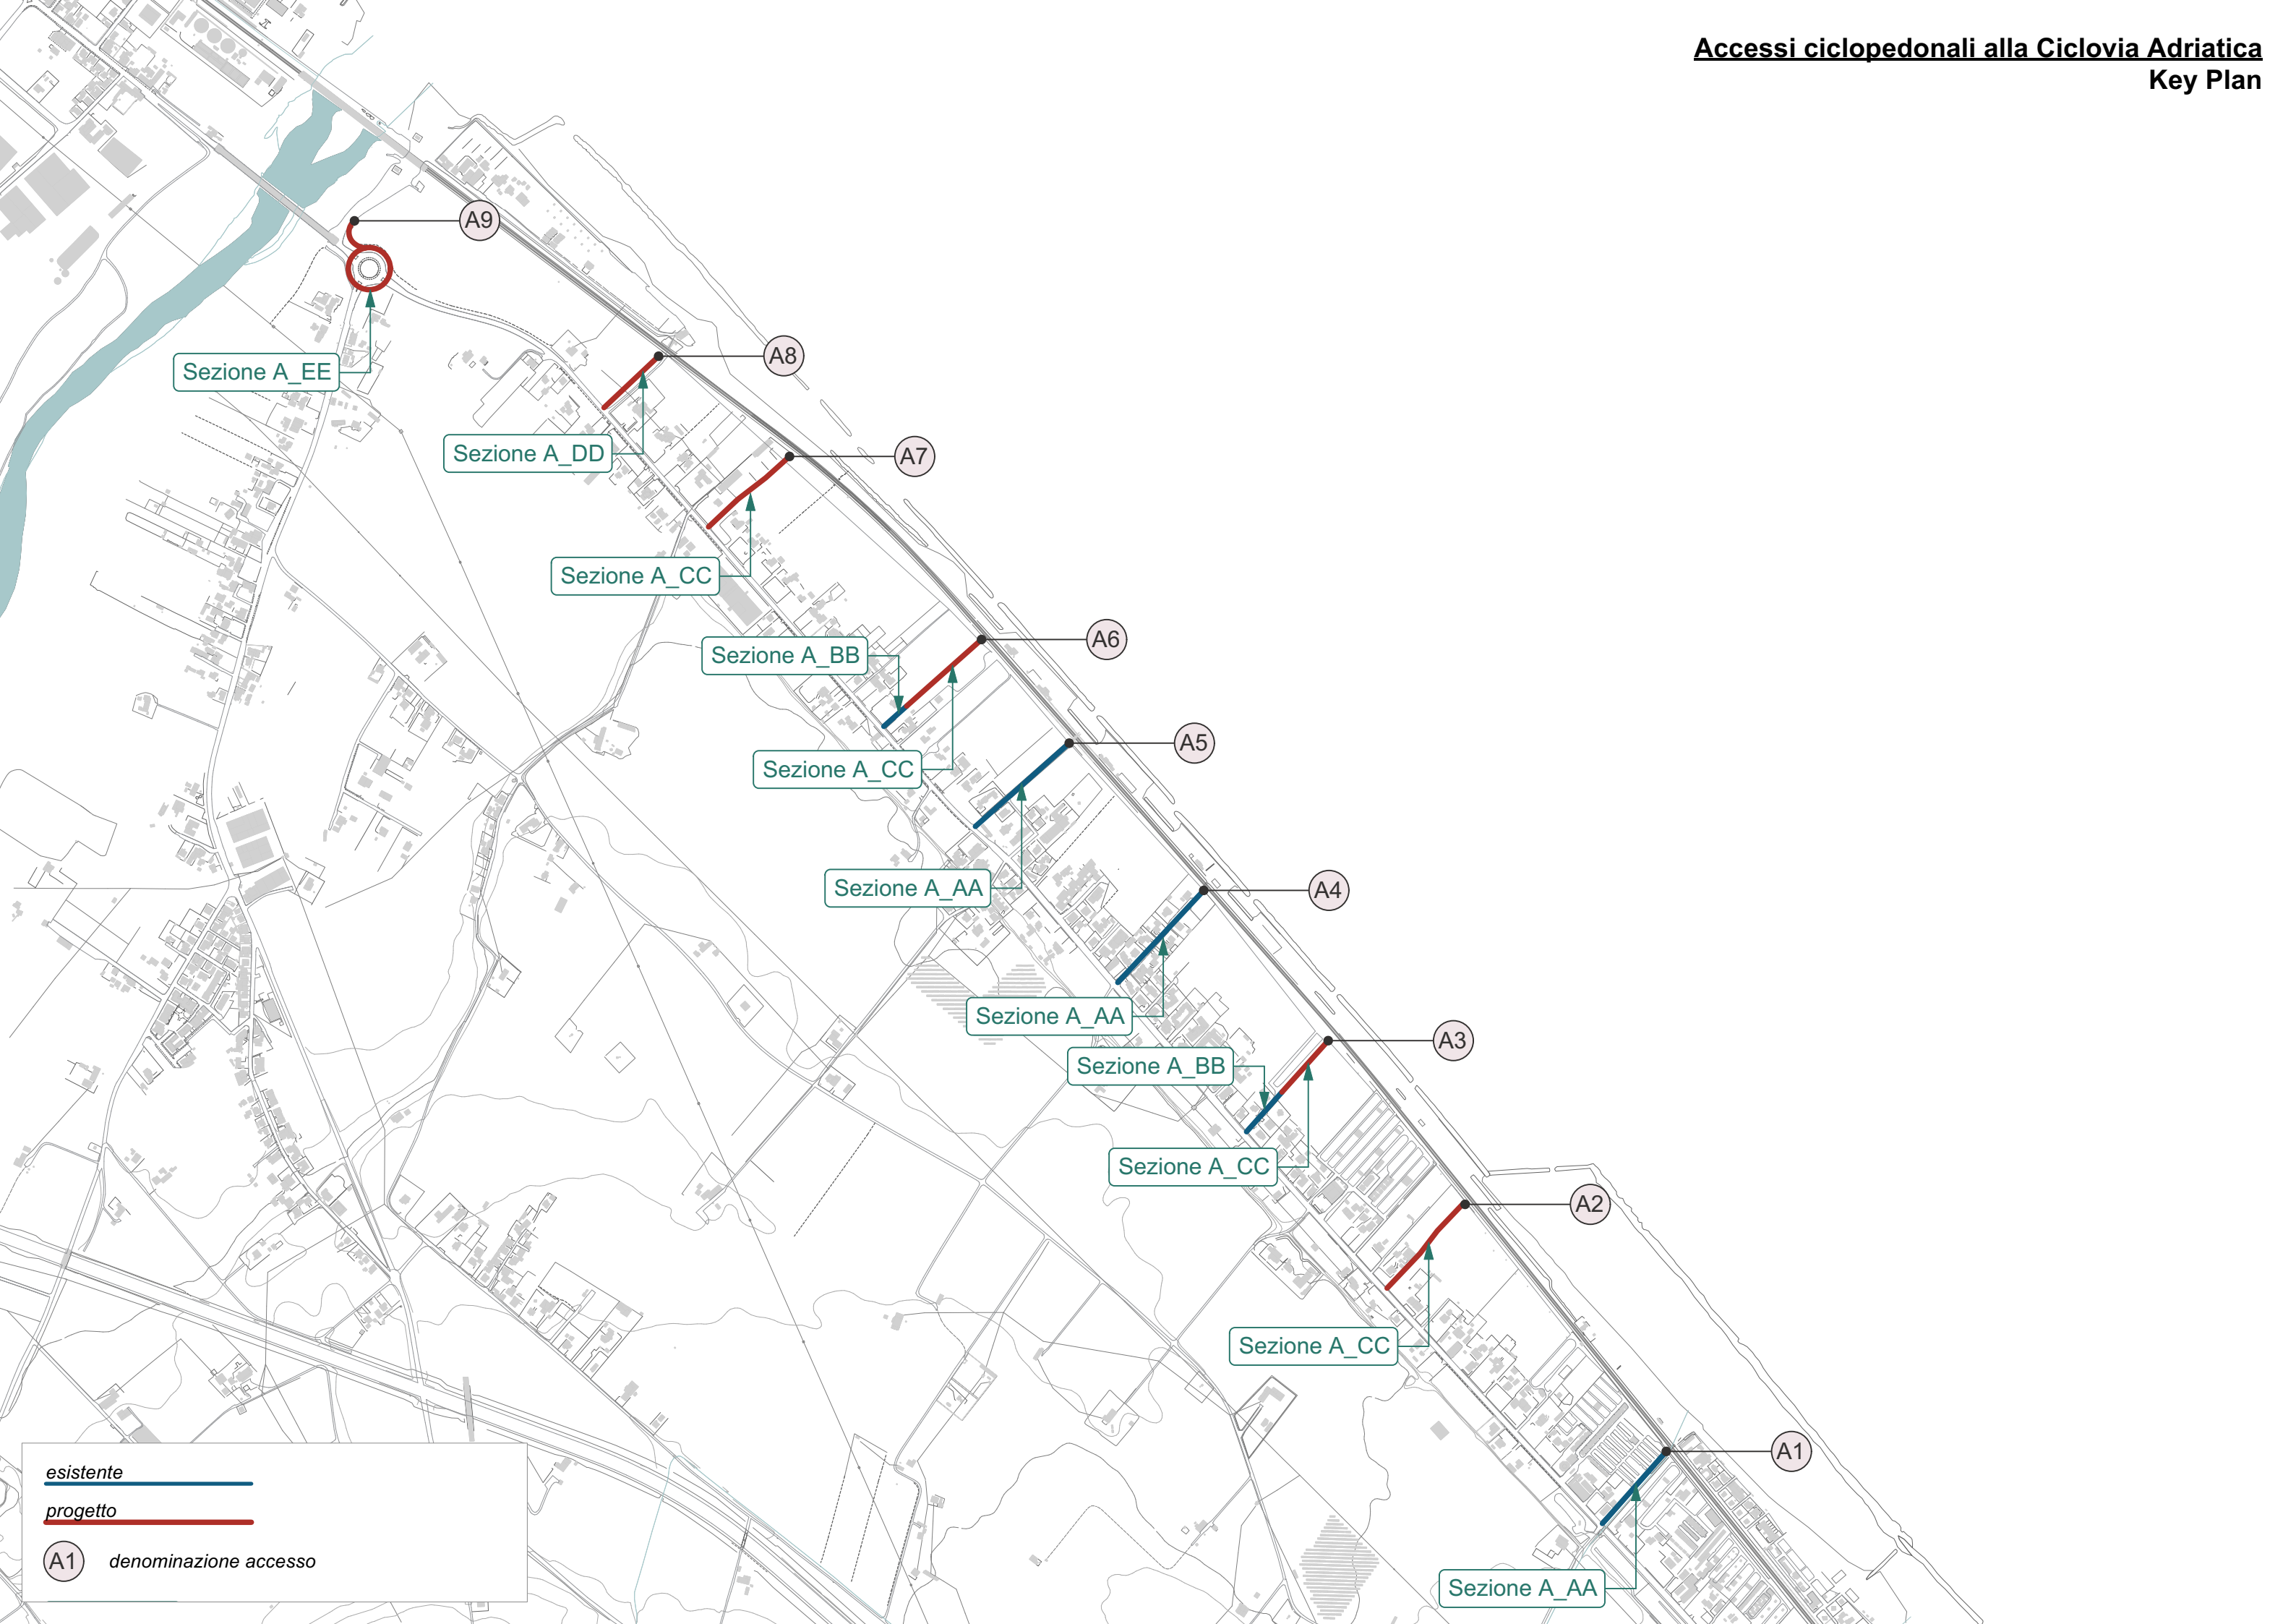 Accessi ciclopedonali alla Ciclovia Adriatica
Key Plan
A9
A8
Sezione A_EE
Sezione A_DD
A7
Sezione A_CC
A6
Sezione A_BB
A5
Sezione A_CC
Sezione A_AA
A4
Sezione A_AA
A3
Sezione A_BB
Sezione A_CC
A2
Sezione A_CC
A1
Sezione A_AA
esistente
progetto
A1 denominazione accesso